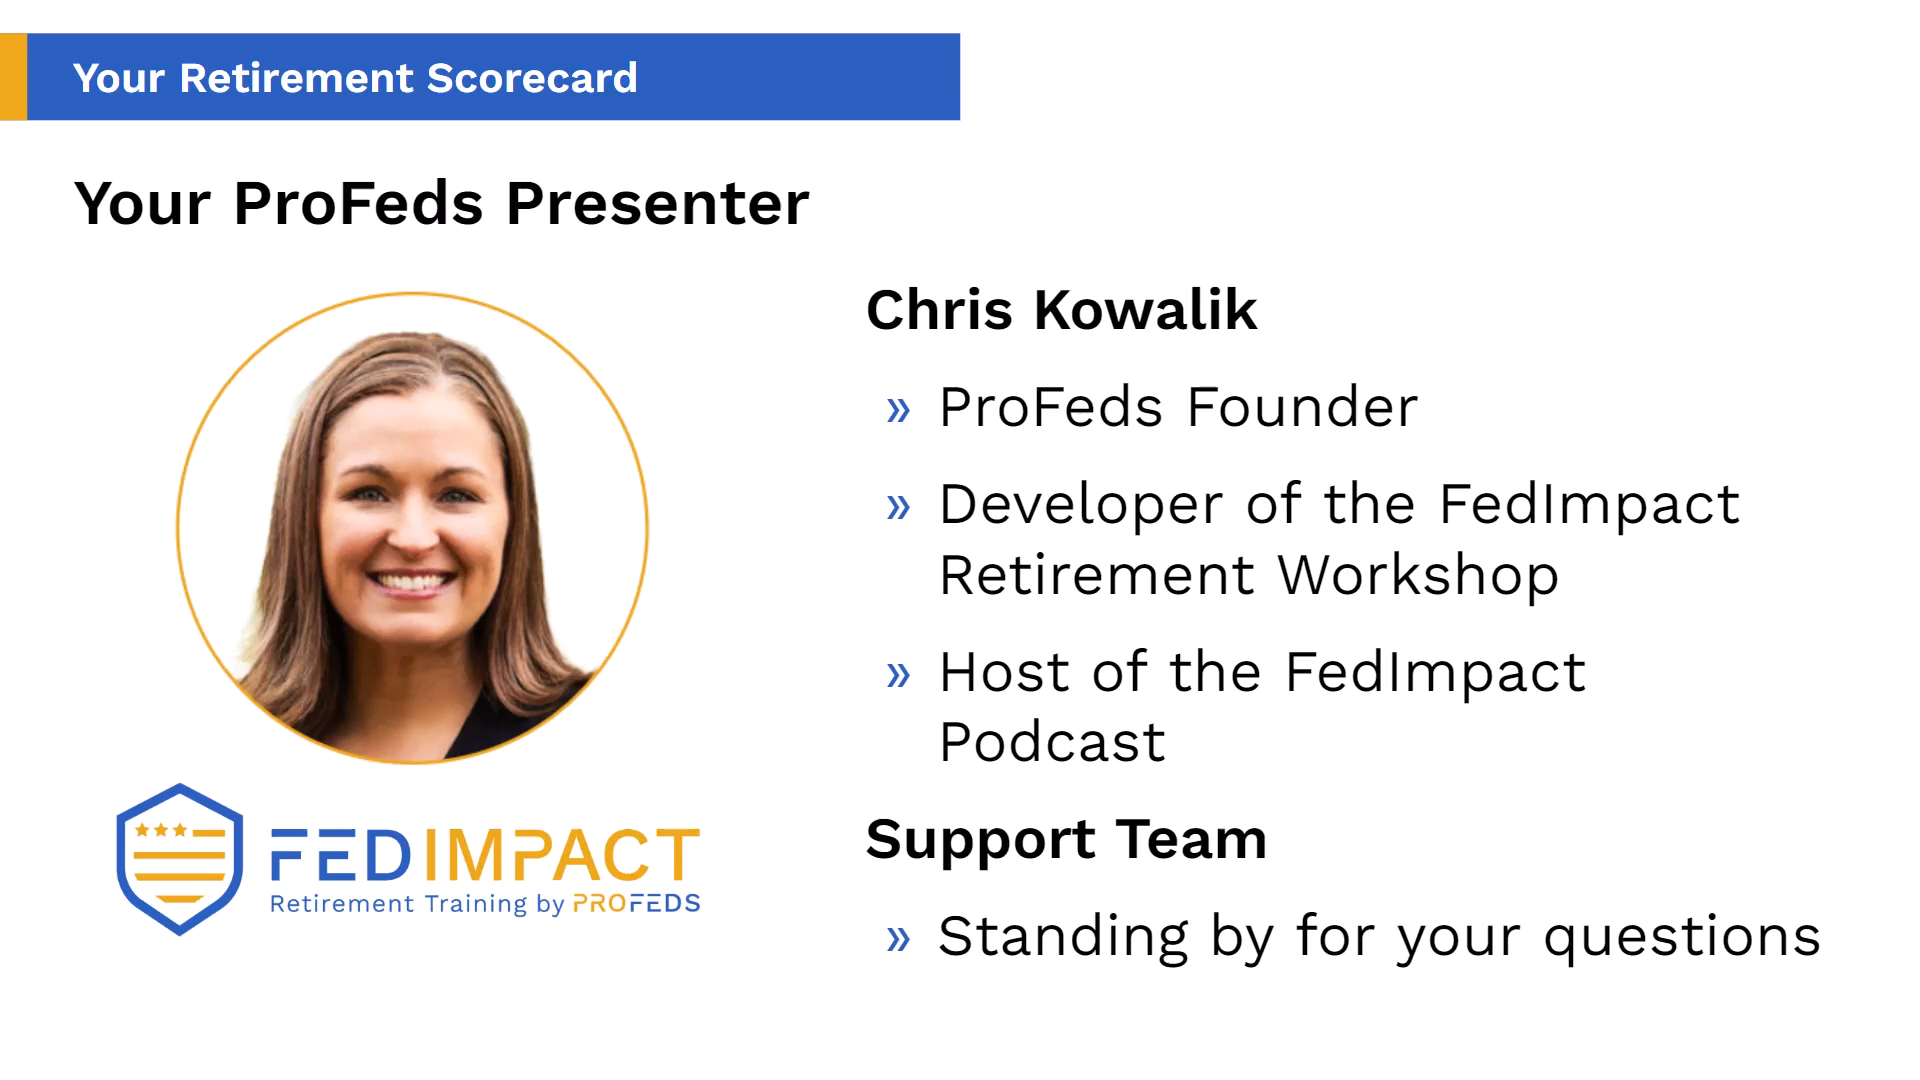 Your Retirement Scorecard
Your ProFeds Presenter
Chris Kowalik
» ProFeds Founder
» Developer of the FedImpact
Retirement Workshop
» Host of the FedImpact
Podcast
Support Team
» Standing by for your questions
FEDIMPACT
Retirement Training by PROFEDS